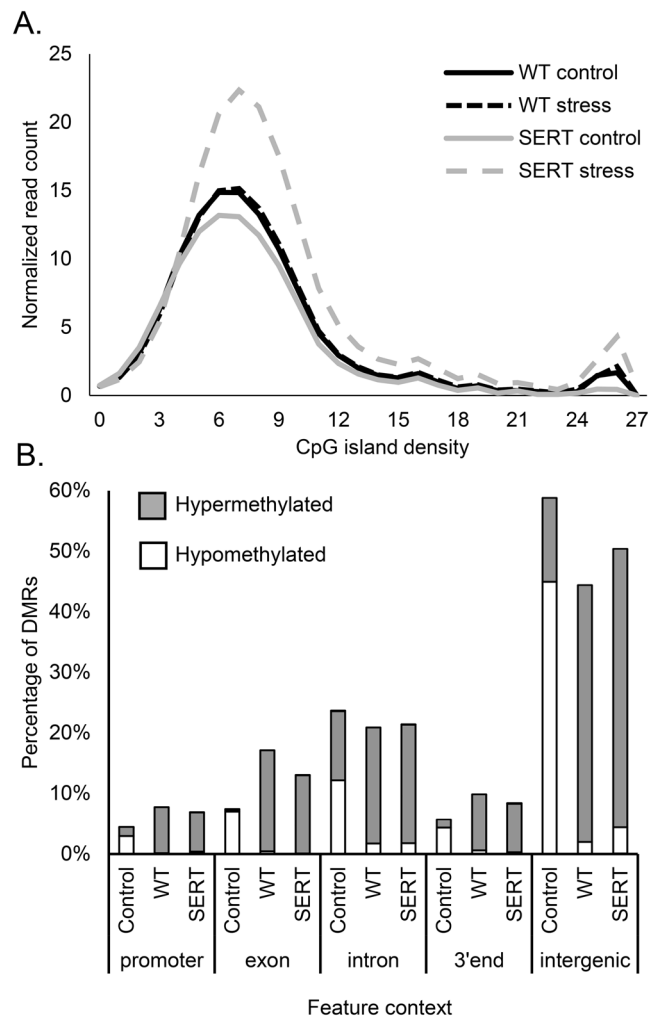 A.
25
20
15
10
5
0
Normalized read count
WT control
WT stress
SERT control
SERT stress
0 3 6 9 12 15 18 21 24 27
CpG island density
B.
60%
50%
40%
30%
20%
10%
0%
Percentage of DMRs
Hypermethylated
Hypomethylated
Control WT SERT Control WT SERT Control WT SERT Control WT SERT Control WT SERT
promoter exon intron 3'end intergenic
Feature context